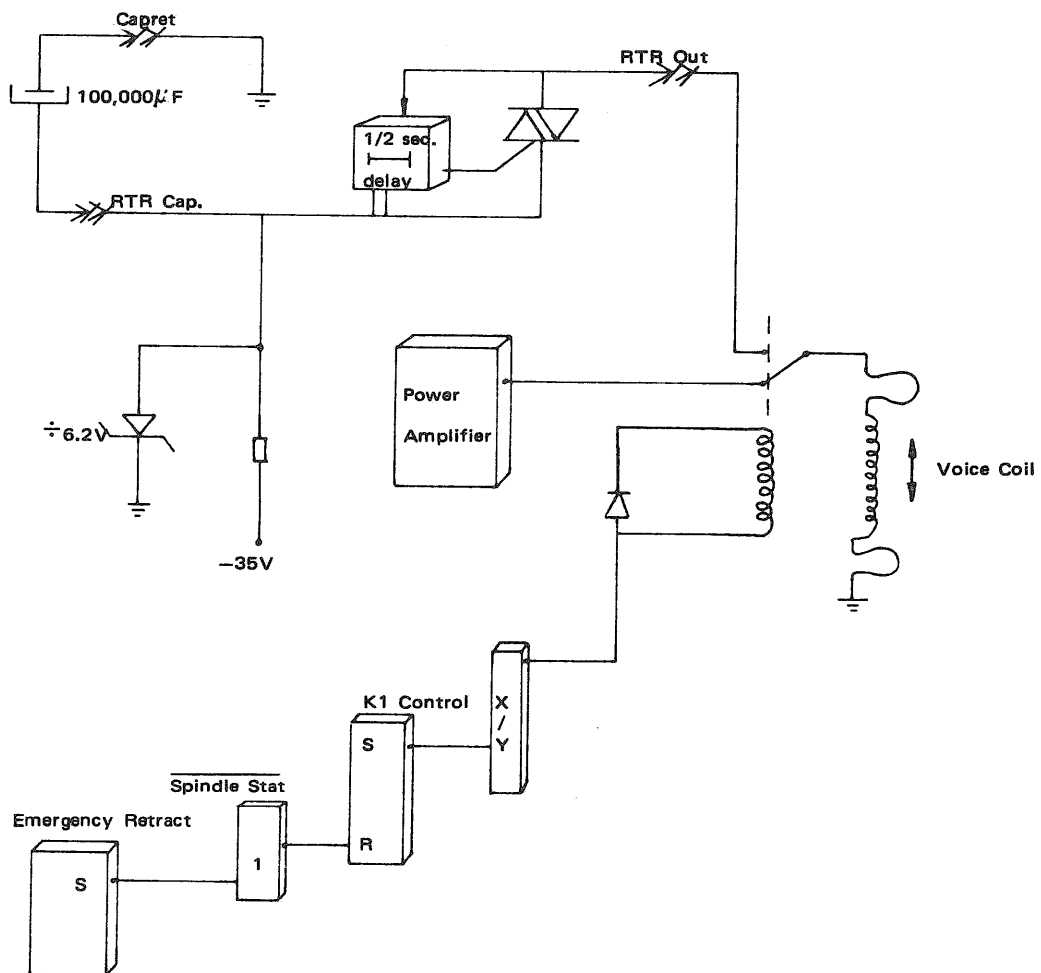 Capret
100,000µF
RTR Cap.
1/2 sec.
delay
RTR Out
÷6.2V
−35V
Power
Amplifier
Voice Coil
K1 Control
X
/
Y
S
R
Spindle Stat
1
Emergency Retract
S